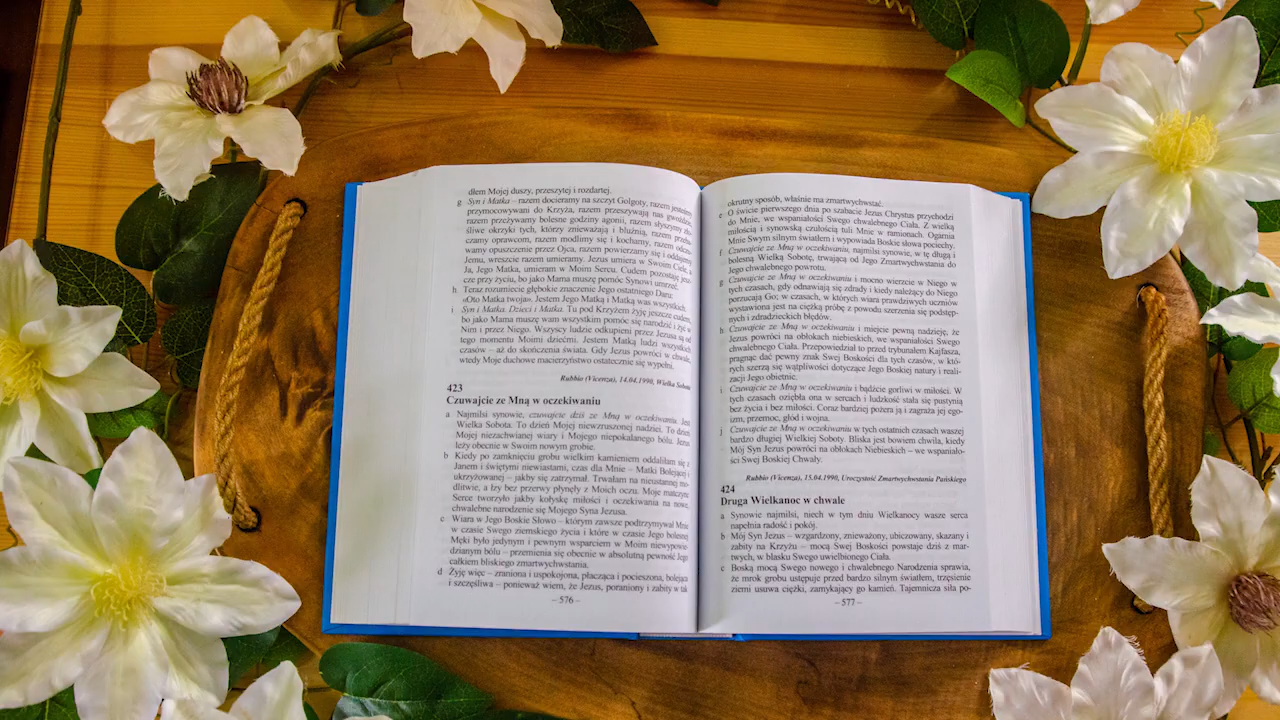 dłem Mojej duszy, przeszytej i rozdartej.
g Syn i Matka – razem docieramy na szczyt Golgoty, razem jesteśmy
przymocowywani do Krzyża, razem przeszywają nas gwoździe,
razem przeżywamy bolesne godziny agonii, razem słyszymy zło-
śliwe okrzyki tych, którzy znieważają i bluźnią, razem przeba-
czamy oprawcom, razem modlimy się i kochamy, razem odczu-
wamy opuszczenie przez Ojca, razem powierzamy się i oddajemy
Jemu, wreszcie razem umieramy. Jezus umiera w Swoim Ciele, a
Ja, Jego Matka, umieram w Moim Sercu. Cudem pozostaję jesz-
cze przy życiu, bo jako Mama muszę pomóc Synowi umrzeć.
h Teraz rozumiecie głębokie znaczenie Jego ostatniego Daru:
«Oto Matka twoja». Jestem Jego Matką i Matką was wszystkich.
i Syn i Matka. Dzieci i Matka. Tu pod Krzyżem żyję jeszcze cudem,
bo jako Mama muszę wam wszystkim pomóc się narodzić i żyć w
Nim i przez Niego. Wszyscy ludzie odkupieni przez Jezusa są od
tego momentu Moimi dziećmi. Jestem Matką ludzi wszystkich
czasów – aż do skończenia świata. Gdy Jezus powróci w chwale,
wtedy Moje duchowe macierzyństwo ostatecznie się wypełni.
Rubbio (Vicenza), 14.04.1990, Wielka Sobota
423
Czuwajcie ze Mną w oczekiwaniu
a Najmilsi synowie, czuwajcie dziś ze Mną w oczekiwaniu. Jest
Wielka Sobota. To dzień Mojej niewzruszonej nadziei. To dzień
Mojej niezachwianej wiary i Mojego niepokalanego bólu. Jezus
leży obecnie w Swoim nowym grobie.
b Kiedy po zamknięciu grobu wielkim kamieniem oddaliłam się z
Janem i świętymi niewiastami, czas dla Mnie – Matki Bolejącej i
ukrzyżowanej – jakby się zatrzymał. Trwałam na nieustannej mo-
dlitwie, a łzy bez przerwy płynęły z Moich oczu. Moje matczyne
Serce tworzyło jakby kołyskę miłości i oczekiwania na nowe,
chwalebne narodzenie się Mojego Syna Jezusa.
c Wiara w Jego Boskie Słowo – którym zawsze podtrzymywał Mnie
w czasie Swego ziemskiego życia i które w czasie Jego bolesnej
Męki było jedynym i pewnym wsparciem w Moim niewypowie-
dzianym bólu – przemienia się obecnie w absolutną pewność Jego
całkiem bliskiego zmartwychwstania.
d Żyję więc – zraniona i uspokojona, płacząca i pocieszona, bolejąca
i szczęśliwa – ponieważ wiem, że Jezus, poraniony i zabity w tak
– 576 –
okrutny sposób, właśnie ma zmartwychwstać.
e O świcie pierwszego dnia po szabacie Jezus Chrystus przychodzi
do Mnie, we wspaniałości Swego chwalebnego Ciała. Z wielką
miłością i synowską czułością tuli Mnie w ramionach. Ogarnia
Mnie Swym silnym światłem i wypowiada Boskie słowa pociechy.
f Czuwajcie ze Mną w oczekiwaniu, najmilsi synowie, w tę długą i
bolesną Wielką Sobotę, trwającą od Jego Zmartwychwstania do
Jego chwalebnego powrotu.
g Czuwajcie ze Mną w oczekiwaniu i mocno wierzcie w Niego w
tych czasach, gdy odnawiają się zdrady i kiedy należący do Niego
porzucają Go; w czasach, w których wiara prawdziwych uczniów
wystawiona jest na ciężką próbę z powodu szerzenia się podstęp-
nych i zdradzieckich błędów.
h Czuwajcie ze Mną w oczekiwaniu i miejcie pewną nadzieję, że
Jezus powróci na obłokach niebieskich, we wspaniałości Swego
chwalebnego Ciała. Przepowiedział to przed trybunałem Kajfasza,
pragnąc dać pewny znak Swej Boskości dla tych czasów, w któ-
rych szerzą się wątpliwości dotyczące Jego Boskiej natury i reali-
zacji Jego obietnic.
i Czuwajcie ze Mną w oczekiwaniu i bądźcie gorliwi w miłości. W
tych czasach oziębła ona w sercach i ludzkość stała się pustynią
bez życia i bez miłości. Coraz bardziej pożera ją i zagraża jej ego-
izm, przemoc, głód i wojna.
j Czuwajcie ze Mną w oczekiwaniu w tych ostatnich czasach waszej
bardzo długiej Wielkiej Soboty. Bliska jest bowiem chwila, kiedy
Mój Syn Jezus powróci na obłokach Niebieskich – we wspaniało-
ści Swej Boskiej Chwały.
Rubbio (Vicenza), 15.04.1990, Uroczystość Zmartwychwstania Pańskiego
424
Druga Wielkanoc w chwale
a Synowie najmilsi, niech w tym dniu Wielkanocy wasze serca
napełnia radość i pokój.
b Mój Syn Jezus – wzgardzony, znieważony, ubiczowany, skazany i
zabity na Krzyżu – mocą Swej Boskości powstaje dziś z mar-
twych, w blasku Swego uwielbionego Ciała.
c Boską mocą Swego nowego i chwalebnego Narodzenia sprawia,
że mrok grobu ustępuje przed bardzo silnym światłem, trzęsienie
ziemi usuwa ciężki, zamykający go kamień. Tajemnicza siła po-
– 577 –